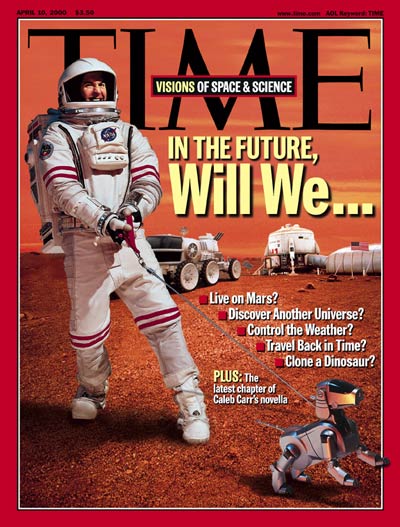 APRIL 10, 2000 $3.50 www.time.com AOL Keyword: TIME
TIME
VISIONS OF SPACE & SCIENCE
IN THE FUTURE,
Will We...
Live on Mars?
Discover Another Universe?
Control the Weather?
Travel Back in Time?
Clone a Dinosaur?
PLUS: The
latest chapter of
Caleb Carr's novella